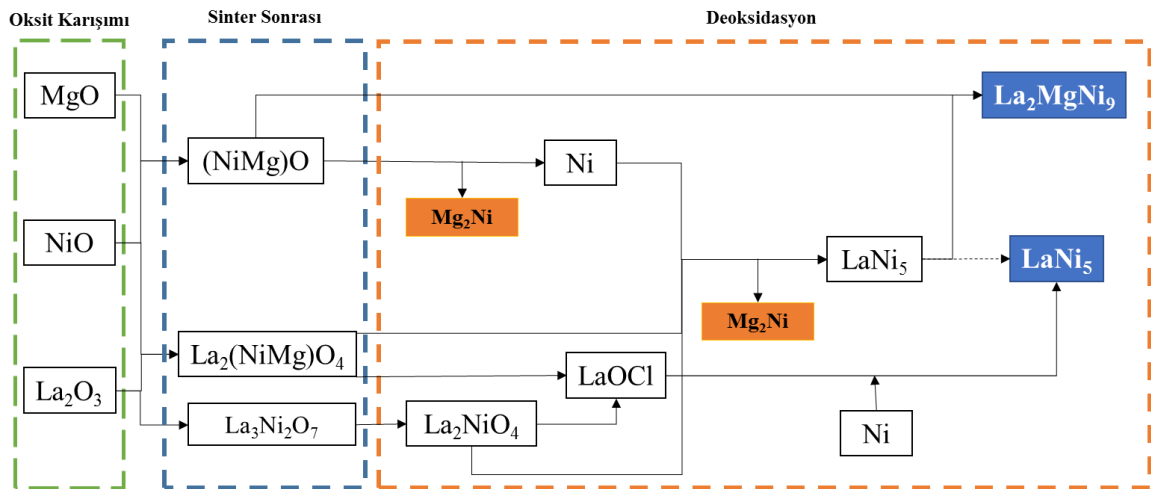 Oksit Karışımı
Sinter Sonrası
Deoksidasyon
MgO
NiO
La₂O₃
(NiMg)O
La₂(NiMg)O₄
La₃Ni₂O₇
Ni
Mg₂Ni
La₂NiO₄
LaOCl
Mg₂Ni
LaNi₅
Ni
La₂MgNi₉
LaNi₅